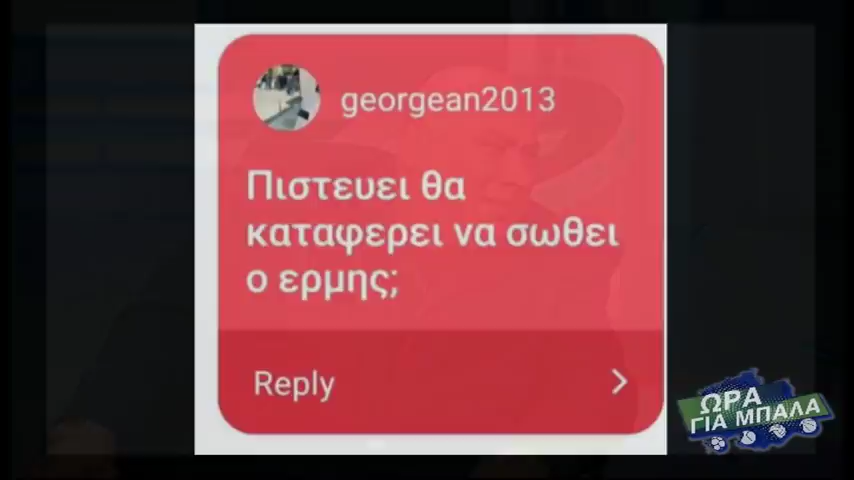 georgean2013
Πιστευει θα
καταφερει να σωθει
ο ερμης;
Reply
ΩΡΑ
ΓΙΑ ΜΠΑΛΑ